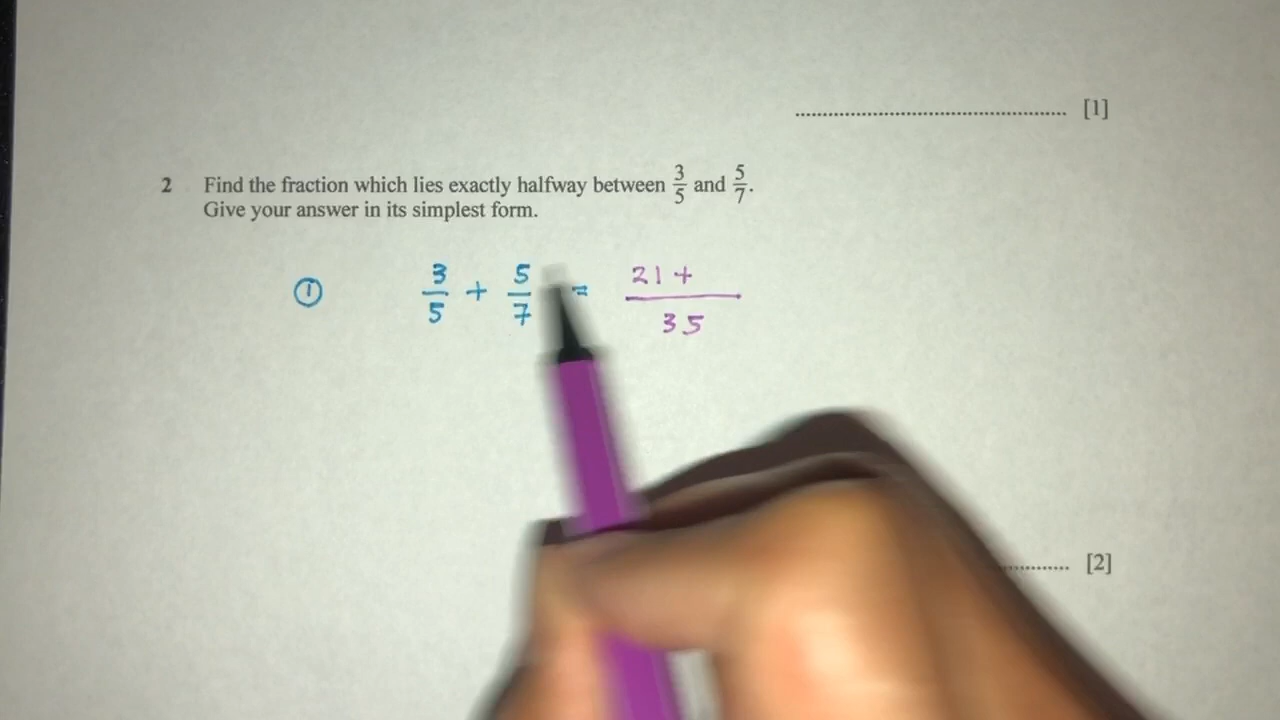 [1]
2 Find the fraction which lies exactly halfway between 3/5 and 5/7.
Give your answer in its simplest form.
① 3/5 + 5/7 = 21 + / 35
[2]